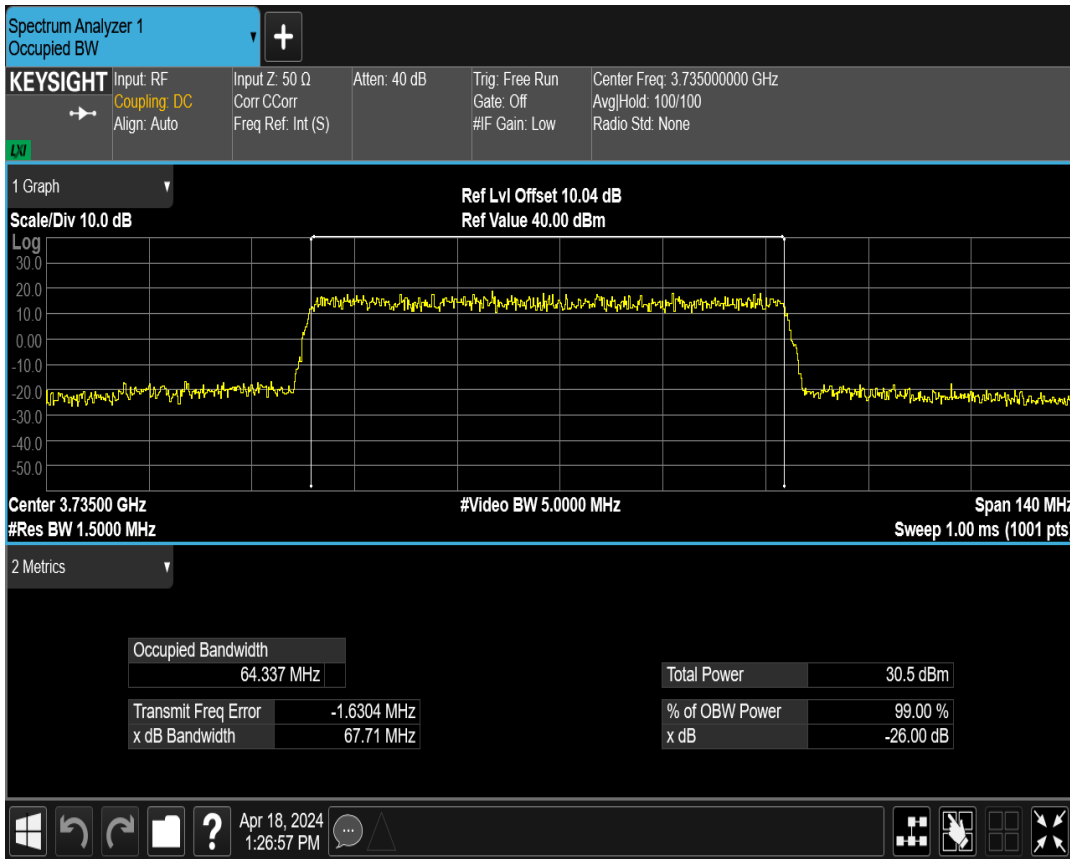 Spectrum Analyzer 1
Occupied BW
+
KEYSIGHT
LXI
Input: RF
Coupling: DC
Align: Auto
Input Z: 50 Ω
Corr CCorr
Freq Ref: Int (S)
Atten: 40 dB
Trig: Free Run
Gate: Off
#IF Gain: Low
Center Freq: 3.735000000 GHz
Avg|Hold: 100/100
Radio Std: None
1 Graph
Scale/Div 10.0 dB
Ref Lvl Offset 10.04 dB
Ref Value 40.00 dBm
Log
30.0
20.0
10.0
0.00
-10.0
-20.0
-30.0
-40.0
-50.0
Center 3.73500 GHz
#Video BW 5.0000 MHz
Span 140 MHz
#Res BW 1.5000 MHz
Sweep 1.00 ms (1001 pts)
2 Metrics
Occupied Bandwidth
64.337 MHz
Total Power 30.5 dBm
Transmit Freq Error -1.6304 MHz
% of OBW Power 99.00 %
x dB Bandwidth 67.71 MHz
x dB -26.00 dB
?
Apr 18, 2024
1:26:57 PM